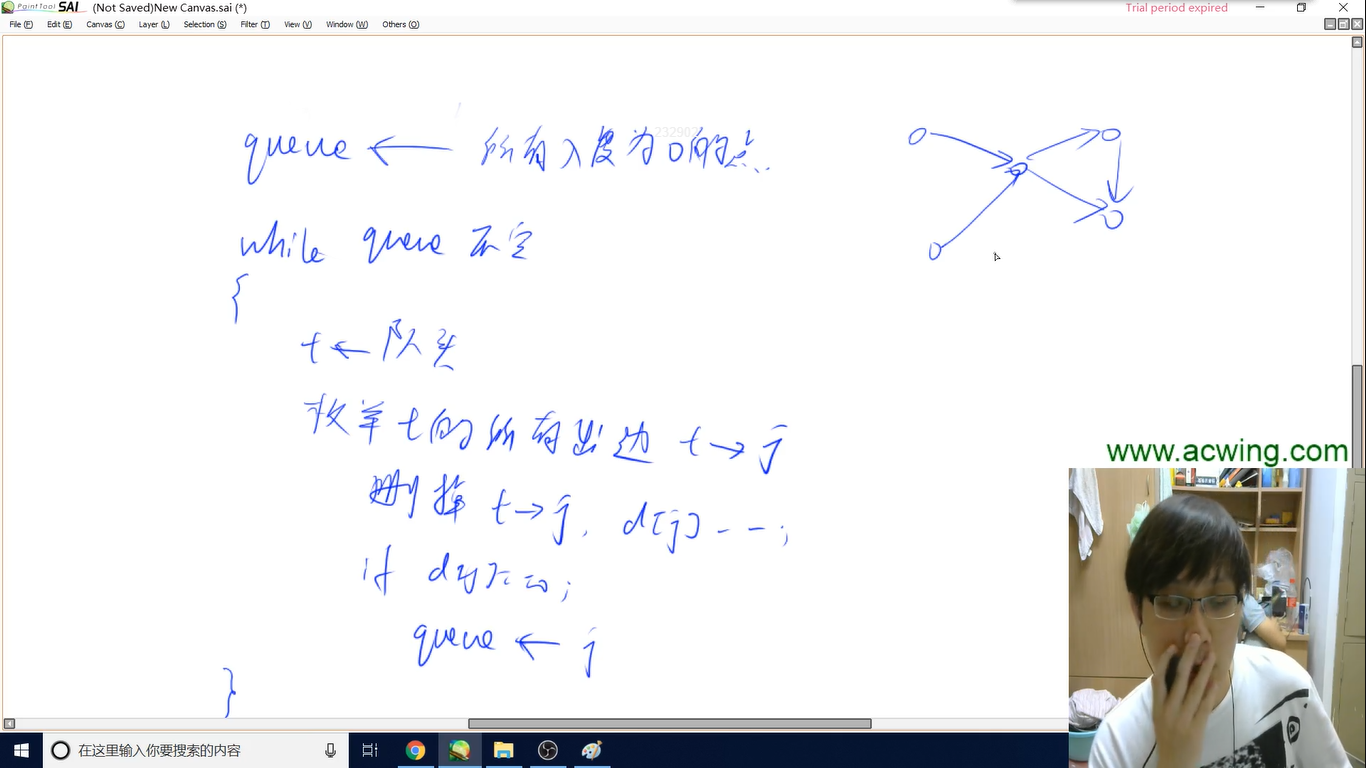 PaintTool SAI (Not Saved)New Canvas.sai (*) Trial period expired
File (F) Edit (E) Canvas (C) Layer (L) Selection (S) Filter (T) View (V) Window (W) Others (O)
queue ← 所有入度为0的点
while queue 不空
{
t ← 队头
枚举 t 的所有出边 t → j
删掉 t → j, d[j]--;
if d[j] == 0;
queue ← j
}
www.acwing.com
在这里输入你要搜索的内容